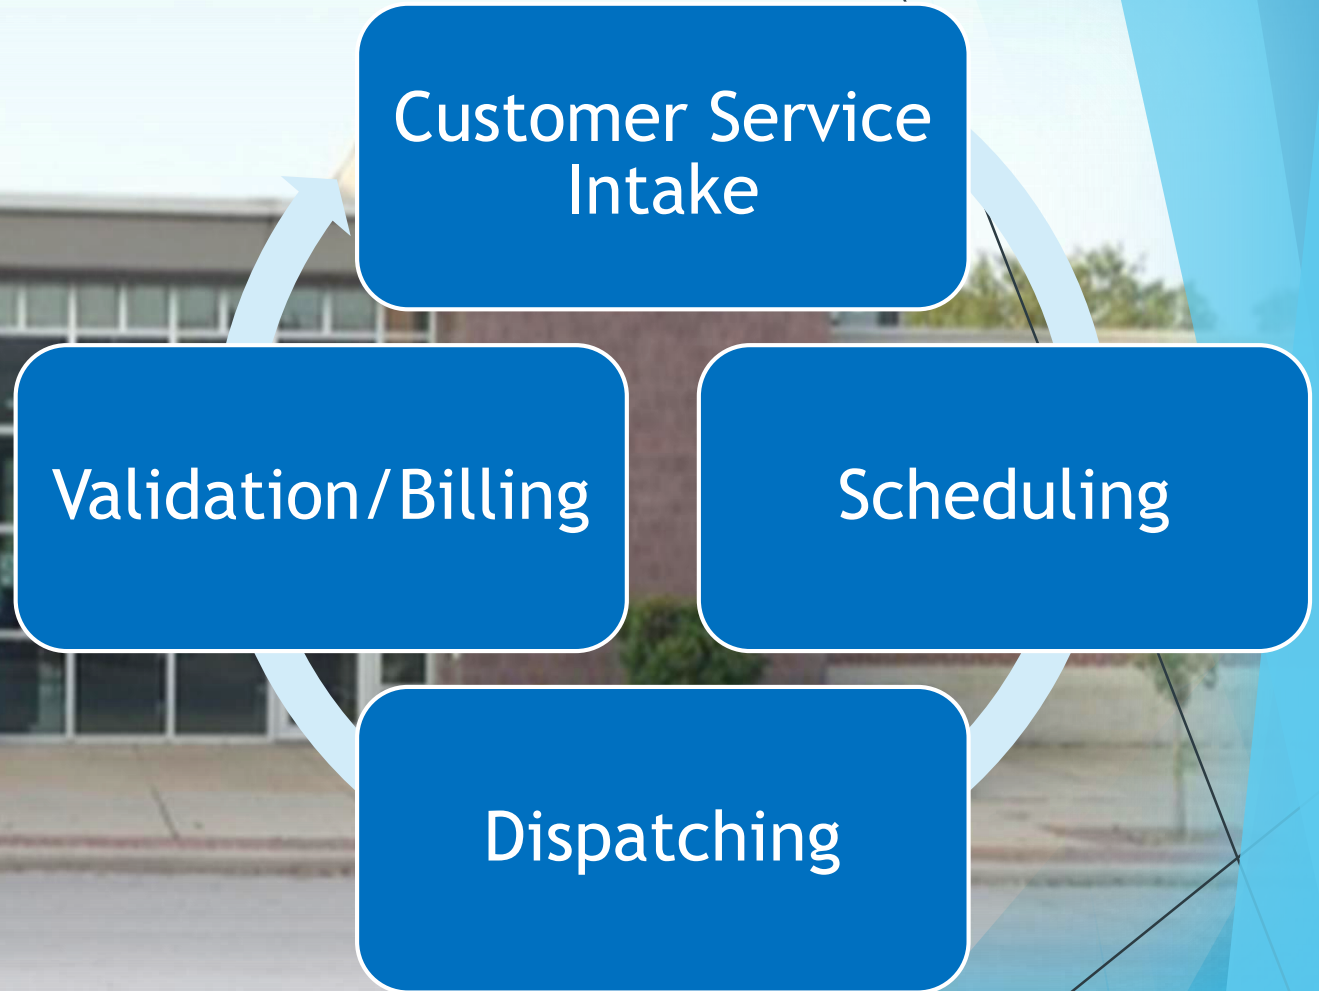 Customer Service
Intake
Validation/Billing
Scheduling
Dispatching